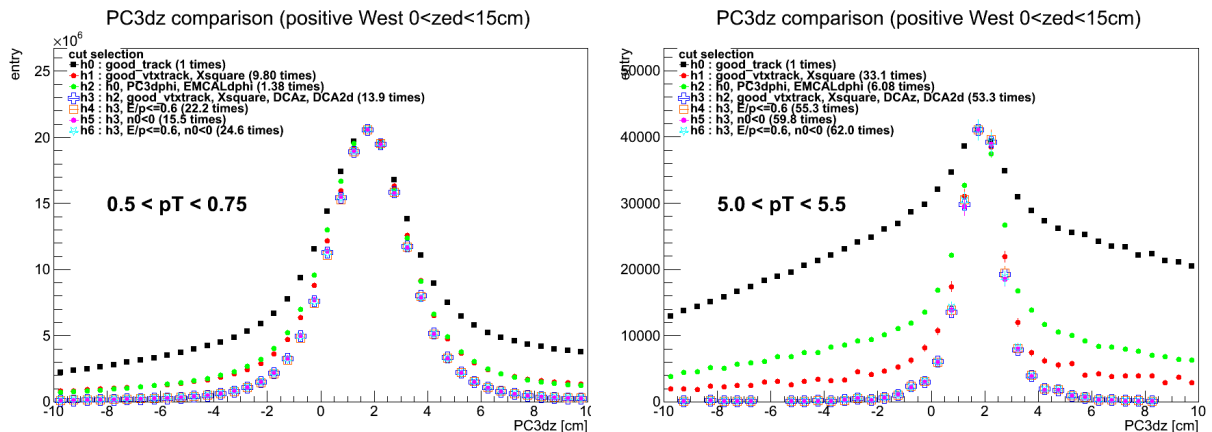 PC3dz comparison (positive West 0<zed<15cm)
×10⁶
entry
25
20
15
10
5
0
cut selection
h0 : good_track (1 times)
h1 : good_vtxtrack, Xsquare (9.80 times)
h2 : h0, PC3dphi, EMCALdphi (1.38 times)
h3 : h2, good_vtxtrack, Xsquare, DCAz, DCA2d (13.9 times)
h4 : h3, E/p<=0.6 (22.2 times)
h5 : h3, n0<0 (15.5 times)
h6 : h3, E/p<=0.6, n0<0 (24.6 times)
0.5 < pT < 0.75
-10 -8 -6 -4 -2 0 2 4 6 8 10
PC3dz [cm]
PC3dz comparison (positive West 0<zed<15cm)
entry
50000
40000
30000
20000
10000
0
cut selection
h0 : good_track (1 times)
h1 : good_vtxtrack, Xsquare (33.1 times)
h2 : h0, PC3dphi, EMCALdphi (6.08 times)
h3 : h2, good_vtxtrack, Xsquare, DCAz, DCA2d (53.3 times)
h4 : h3, E/p<=0.6 (55.3 times)
h5 : h3, n0<0 (59.8 times)
h6 : h3, E/p<=0.6, n0<0 (62.0 times)
5.0 < pT < 5.5
-10 -8 -6 -4 -2 0 2 4 6 8 10
PC3dz [cm]